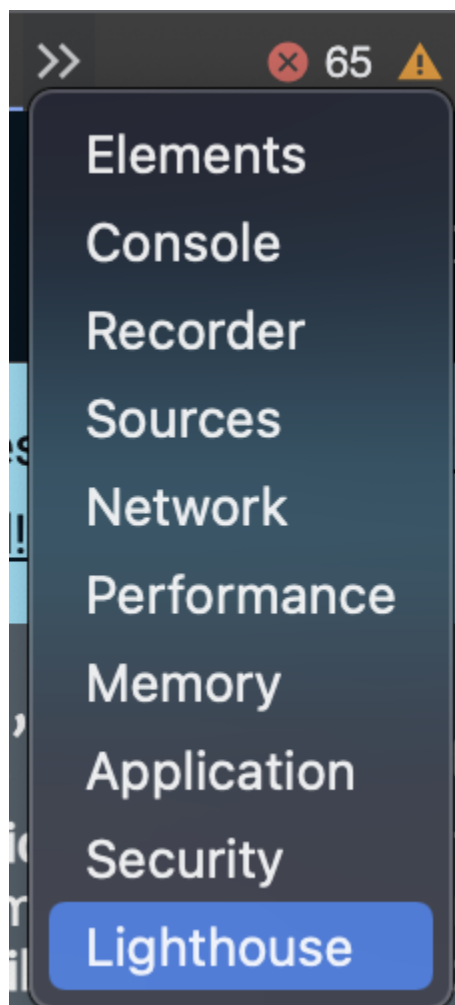 65
Elements
Console
Recorder
Sources
Network
Performance
Memory
Application
Security
Lighthouse